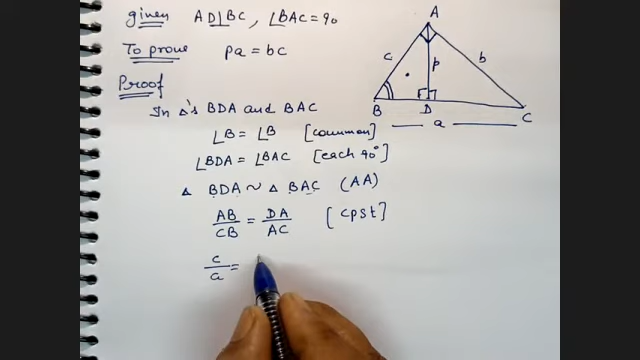 given AD⊥BC, ∠BAC=90
To prove pa = bc
Proof
In Δ's BDA and BAC
∠B = ∠B [common]
∠BDA = ∠BAC [each 90°]
Δ BDA ~ Δ BAC (AA)
AB/CB = DA/AC [cpst]
c/a =
A
c
p
b
B
D
C
a